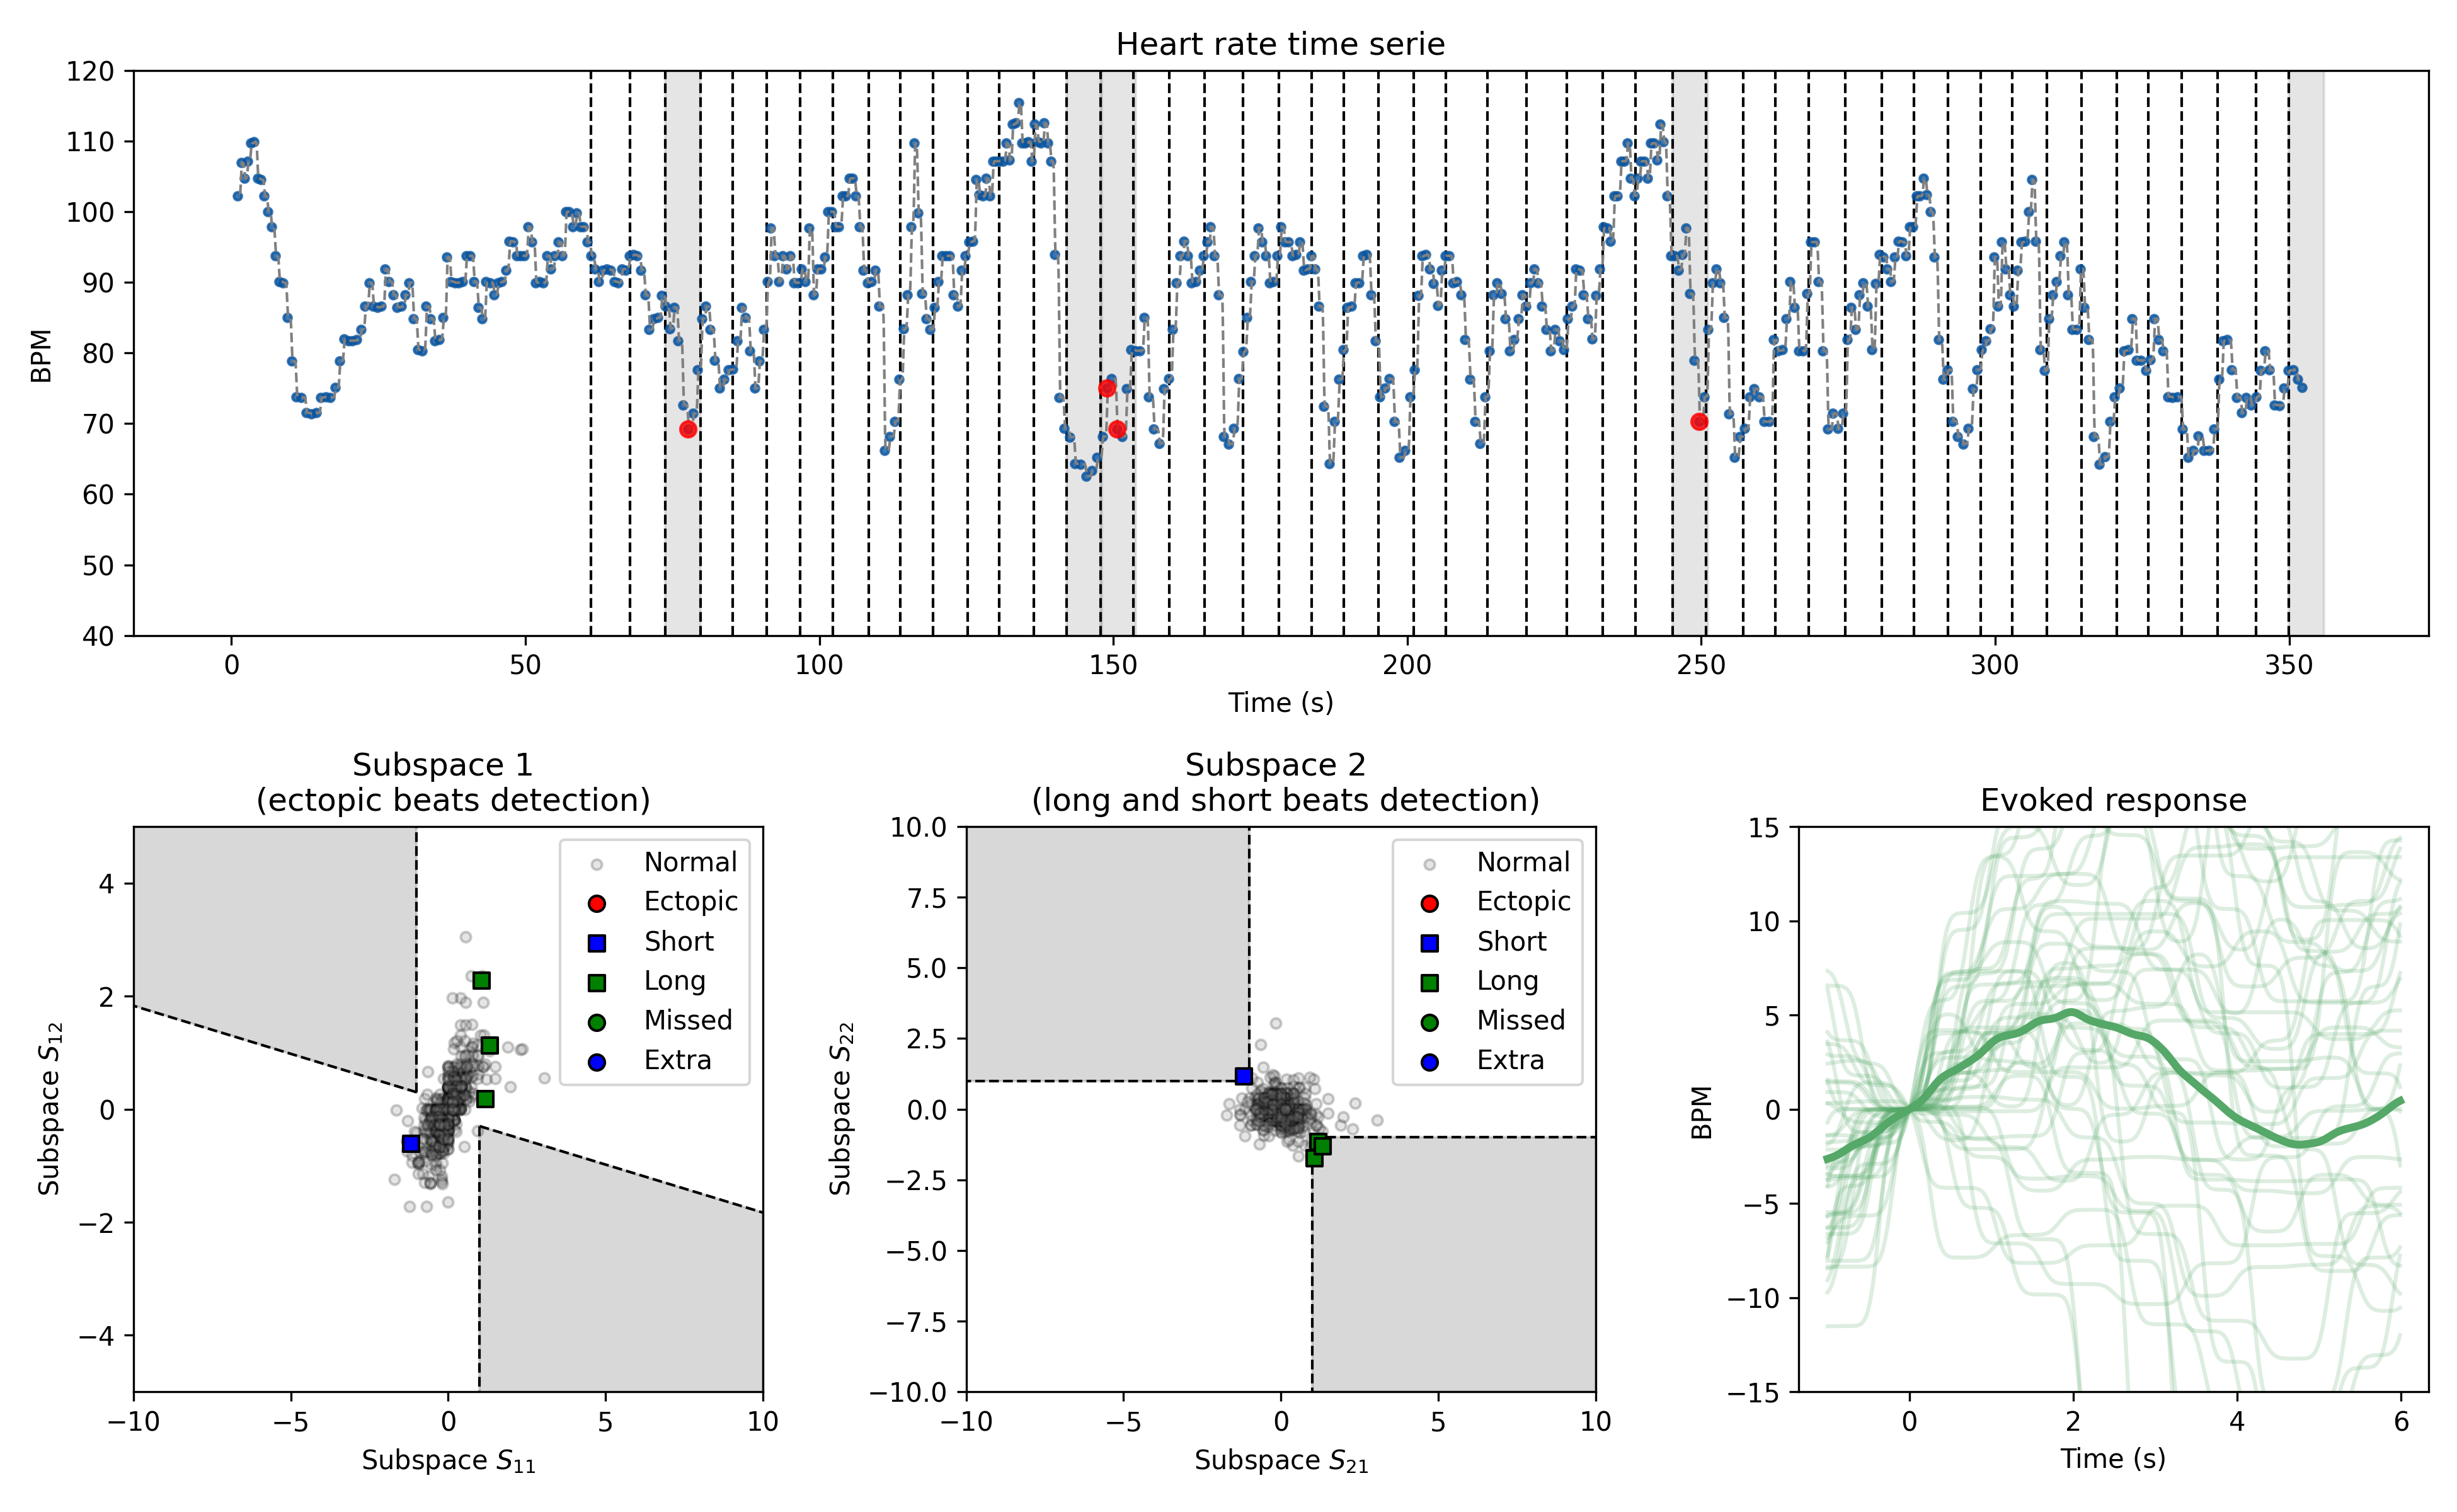 Heart rate time serie
120
110
100
90
80
70
60
50
40
BPM
0 50 100 150 200 250 300 350
Time (s)
Subspace 1
(ectopic beats detection)
4
2
0
−2
−4
Subspace S12
−10 −5 0 5 10
Subspace S11
Normal
Ectopic
Short
Long
Missed
Extra
Subspace 2
(long and short beats detection)
10.0
7.5
5.0
2.5
0.0
−2.5
−5.0
−7.5
−10.0
Subspace S22
−10 −5 0 5 10
Subspace S21
Normal
Ectopic
Short
Long
Missed
Extra
Evoked response
15
10
5
0
−5
−10
−15
BPM
0 2 4 6
Time (s)